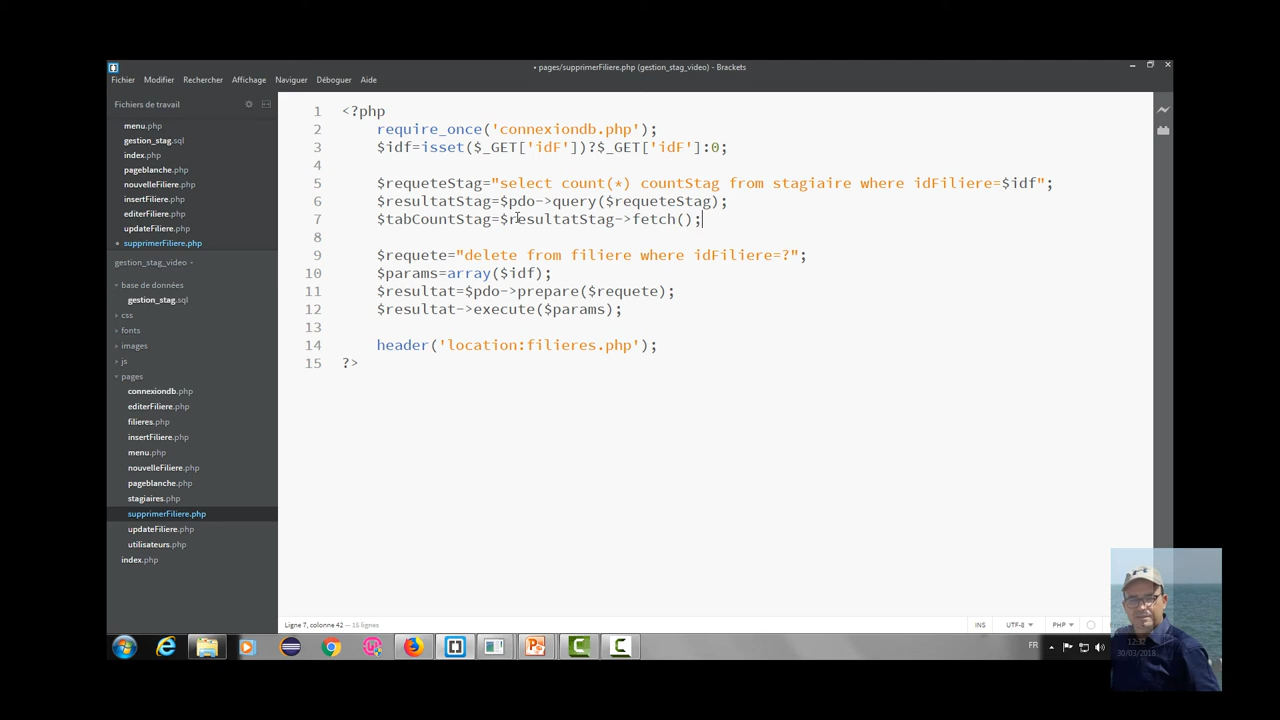 • pages/supprimerFiliere.php (gestion_stag_video) - Brackets
Fichier Modifier Rechercher Affichage Naviguer Déboguer Aide
Fichiers de travail
menu.php
gestion_stag.sql
index.php
pageblanche.php
nouvelleFiliere.php
insertFiliere.php
editerFiliere.php
updateFiliere.php
• supprimerFiliere.php
gestion_stag_video
base de données
gestion_stag.sql
css
fonts
images
js
pages
connexiondb.php
editerFiliere.php
filieres.php
insertFiliere.php
menu.php
nouvelleFiliere.php
pageblanche.php
stagiaires.php
supprimerFiliere.php
updateFiliere.php
utilisateurs.php
index.php
1 <?php
2 require_once('connexiondb.php');
3 $idf=isset($_GET['idF'])?$_GET['idF']:0;
4
5 $requeteStag="select count(*) countStag from stagiaire where idFiliere=$idf";
6 $resultatStag=$pdo->query($requeteStag);
7 $tabCountStag=$resultatStag->fetch();
8
9 $requete="delete from filiere where idFiliere=?";
10 $params=array($idf);
11 $resultat=$pdo->prepare($requete);
12 $resultat->execute($params);
13
14 header('location:filieres.php');
15 ?>
Ligne 7, colonne 42 — 15 lignes
INS UTF-8 PHP
FR
12:32
30/03/2018